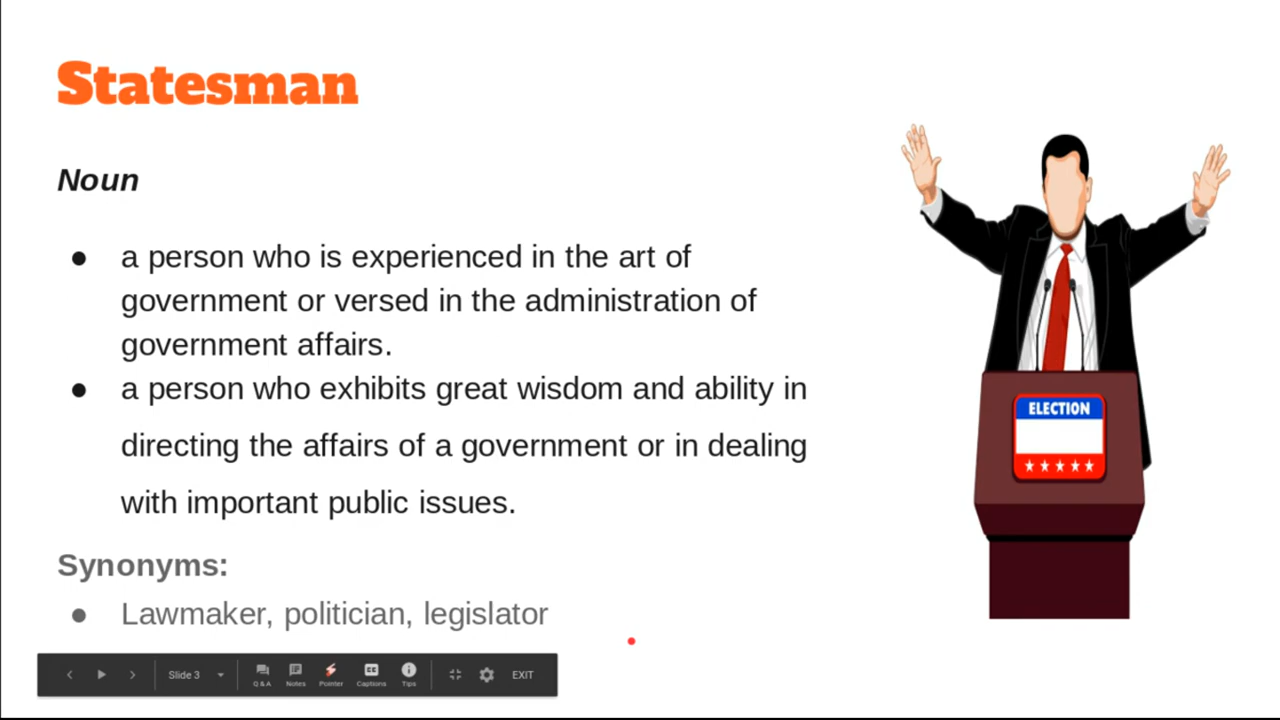 Statesman
Noun
● a person who is experienced in the art of
government or versed in the administration of
government affairs.
● a person who exhibits great wisdom and ability in
directing the affairs of a government or in dealing
with important public issues.
Synonyms:
● Lawmaker, politician, legislator
ELECTION
Slide 3
Q & A
Notes
Pointer
CC
Captions
Tips
EXIT